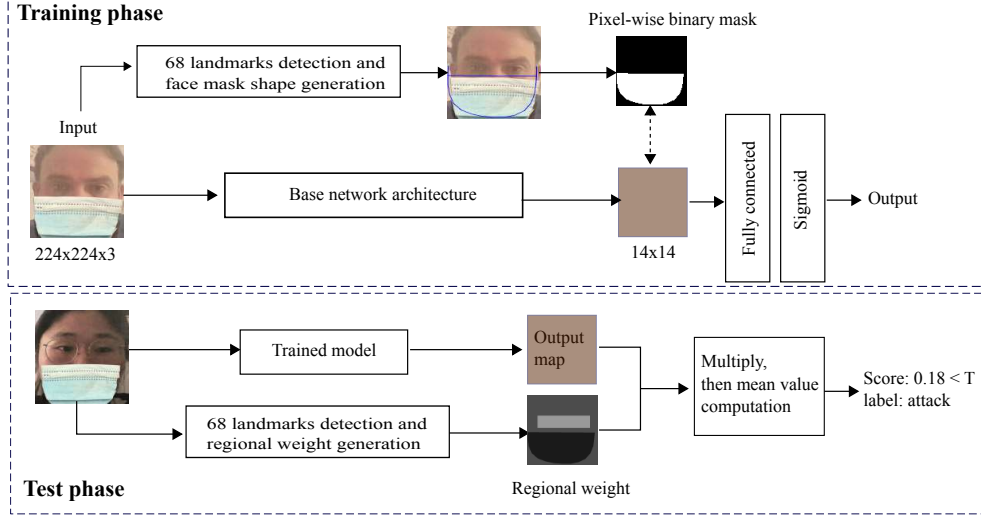 Training phase
Pixel-wise binary mask
68 landmarks detection and
face mask shape generation
Input
Base network architecture
Fully connected
Sigmoid
Output
224x224x3
14x14
Trained model
Output
map
Multiply,
then mean value
computation
Score: 0.18 < T
label: attack
68 landmarks detection and
regional weight generation
Regional weight
Test phase